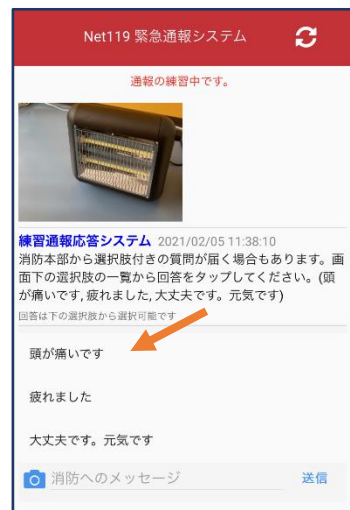 Net119 緊急通報システム
通報の練習中です。
練習通報応答システム 2021/02/05 11:38:10
消防本部から選択肢付きの質問が届く場合もあります。画
面下の選択肢の一覧から回答をタップしてください。(頭
が痛いです, 疲れました, 大丈夫です。元気です)
回答は下の選択肢から選択可能です
頭が痛いです
疲れました
大丈夫です。元気です
消防へのメッセージ 送信